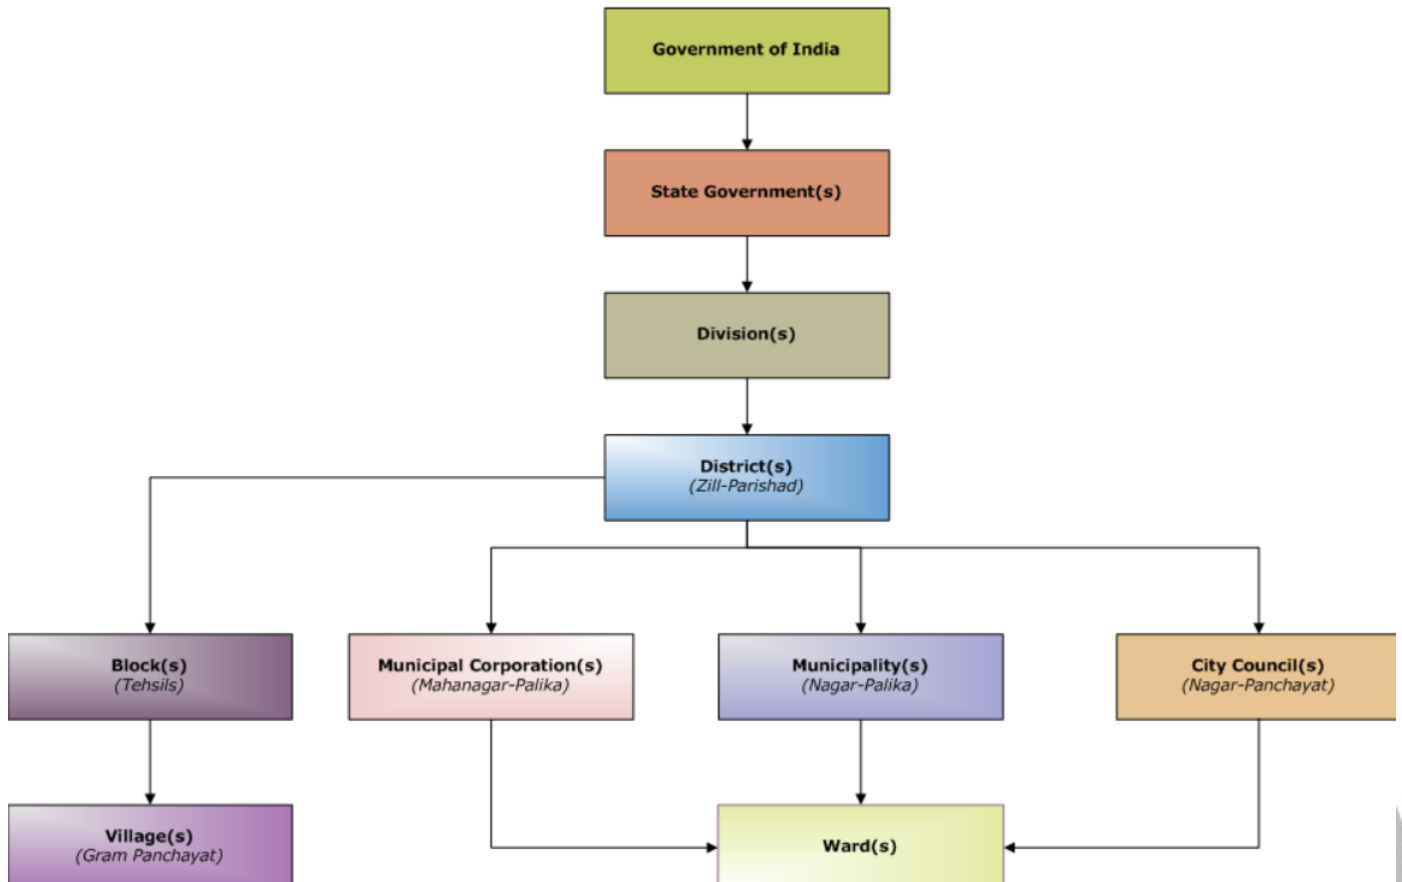 Government of India
State Government(s)
Division(s)
District(s)
(Zill-Parishad)
Block(s)
(Tehsils)
Municipal Corporation(s)
(Mahanagar-Palika)
Municipality(s)
(Nagar-Palika)
City Council(s)
(Nagar-Panchayat)
Village(s)
(Gram Panchayat)
Ward(s)